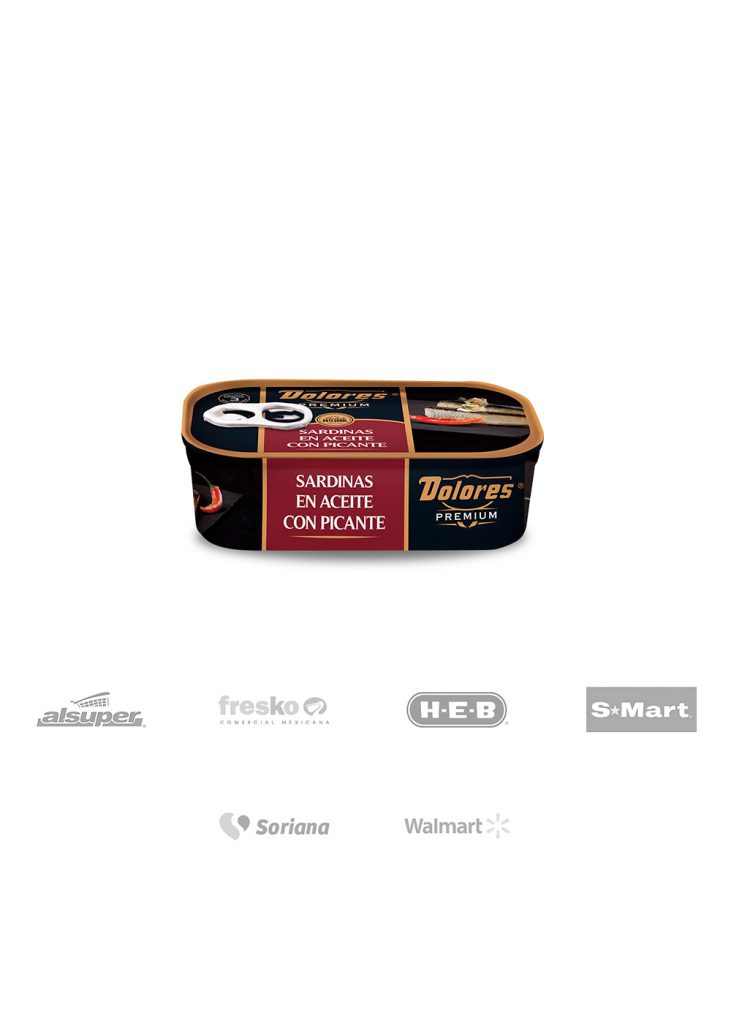 Dolores®
PREMIUM
SARDINAS
EN ACEITE
CON PICANTE
SARDINAS
EN ACEITE
CON PICANTE
Dolores®
PREMIUM
alsuper®
fresko
COMERCIAL MEXICANA
H-E-B®
S★Mart
Soriana
Walmart